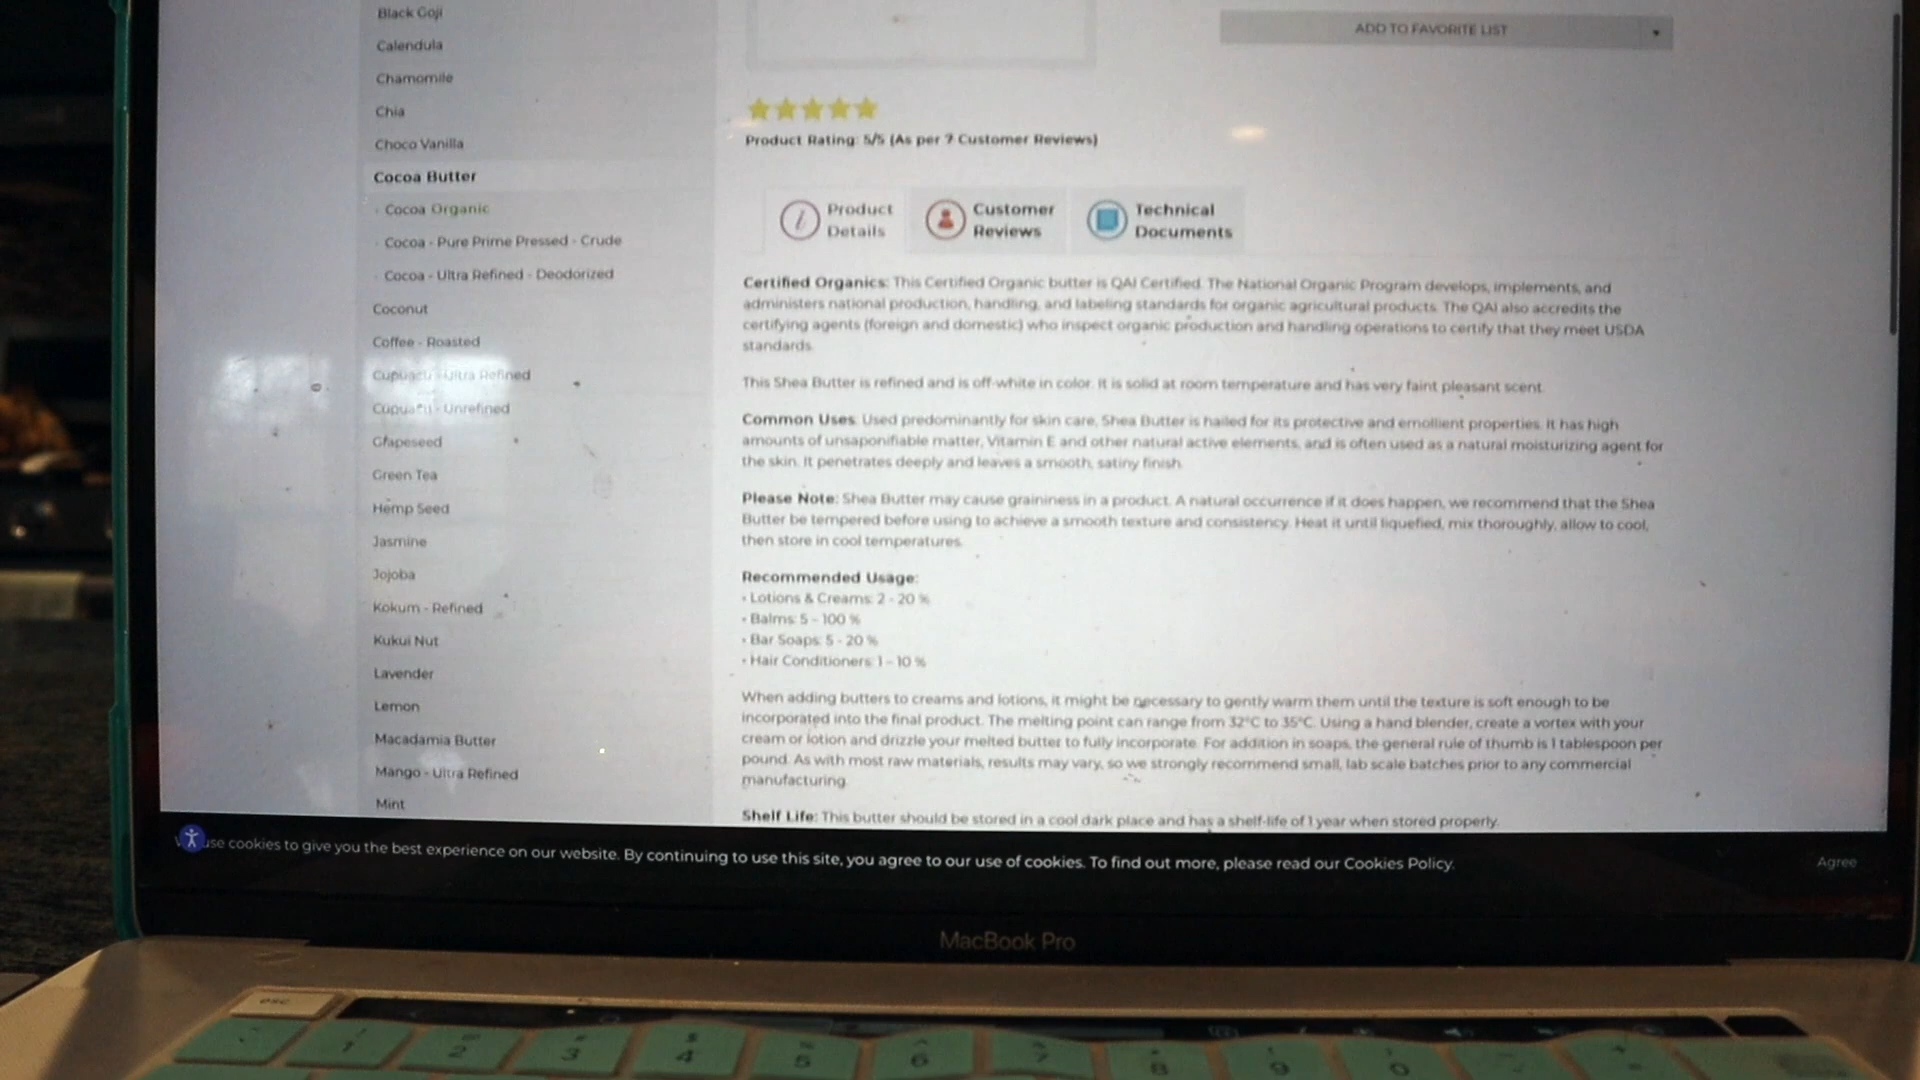 Black Goji
Calendula
Chamomile
Chia
Choco Vanilla
Cocoa Butter
Cocoa Organic
Cocoa - Pure Prime Pressed - Crude
Cocoa - Ultra Refined - Deodorized
Coconut
Coffee - Roasted
Cupuacu - Ultra Refined
Cupuacu - Unrefined
Grapeseed
Green Tea
Hemp Seed
Jasmine
Jojoba
Kokum - Refined
Kukui Nut
Lavender
Lemon
Macadamia Butter
Mango - Ultra Refined
Mint
ADD TO FAVORITE LIST
Product Rating: 5/5 (As per 7 Customer Reviews)
Product Details
Customer Reviews
Technical Documents
Certified Organics: This Certified Organic butter is QAI Certified. The National Organic Program develops, implements, and
administers national production, handling, and labeling standards for organic agricultural products. The QAI also accredits the
certifying agents (foreign and domestic) who inspect organic production and handling operations to certify that they meet USDA
standards.
This Shea Butter is refined and is off-white in color. It is solid at room temperature and has very faint pleasant scent.
Common Uses: Used predominantly for skin care, Shea Butter is hailed for its protective and emollient properties. It has high
amounts of unsaponifiable matter, Vitamin E and other natural active elements, and is often used as a natural moisturizing agent for
the skin. It penetrates deeply and leaves a smooth, satiny finish.
Please Note: Shea Butter may cause graininess in a product. A natural occurrence if it does happen, we recommend that the Shea
Butter be tempered before using to achieve a smooth texture and consistency. Heat it until liquefied, mix thoroughly, allow to cool,
then store in cool temperatures.
Recommended Usage:
• Lotions & Creams: 2 - 20 %
• Balms: 5 - 100 %
• Bar Soaps: 5 - 20 %
• Hair Conditioners: 1 - 10 %
When adding butters to creams and lotions, it might be necessary to gently warm them until the texture is soft enough to be
incorporated into the final product. The melting point can range from 32°C to 35°C. Using a hand blender, create a vortex with your
cream or lotion and drizzle your melted butter to fully incorporate. For addition in soaps, the general rule of thumb is 1 tablespoon per
pound. As with most raw materials, results may vary, so we strongly recommend small, lab scale batches prior to any commercial
manufacturing.
Shelf Life: This butter should be stored in a cool dark place and has a shelf-life of 1 year when stored properly.
use cookies to give you the best experience on our website. By continuing to use this site, you agree to our use of cookies. To find out more, please read our Cookies Policy.
Agree
MacBook Pro
esc
1 2 3 4 5 6 7 8 9 0